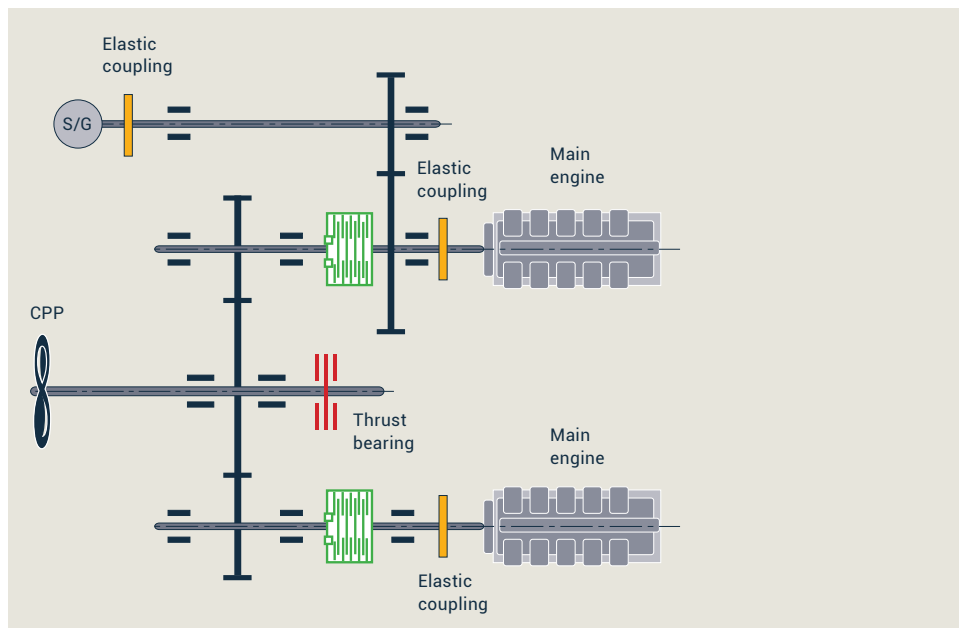 Elastic
coupling
S/G
Elastic
coupling
Main
engine
CPP
Thrust
bearing
Main
engine
Elastic
coupling